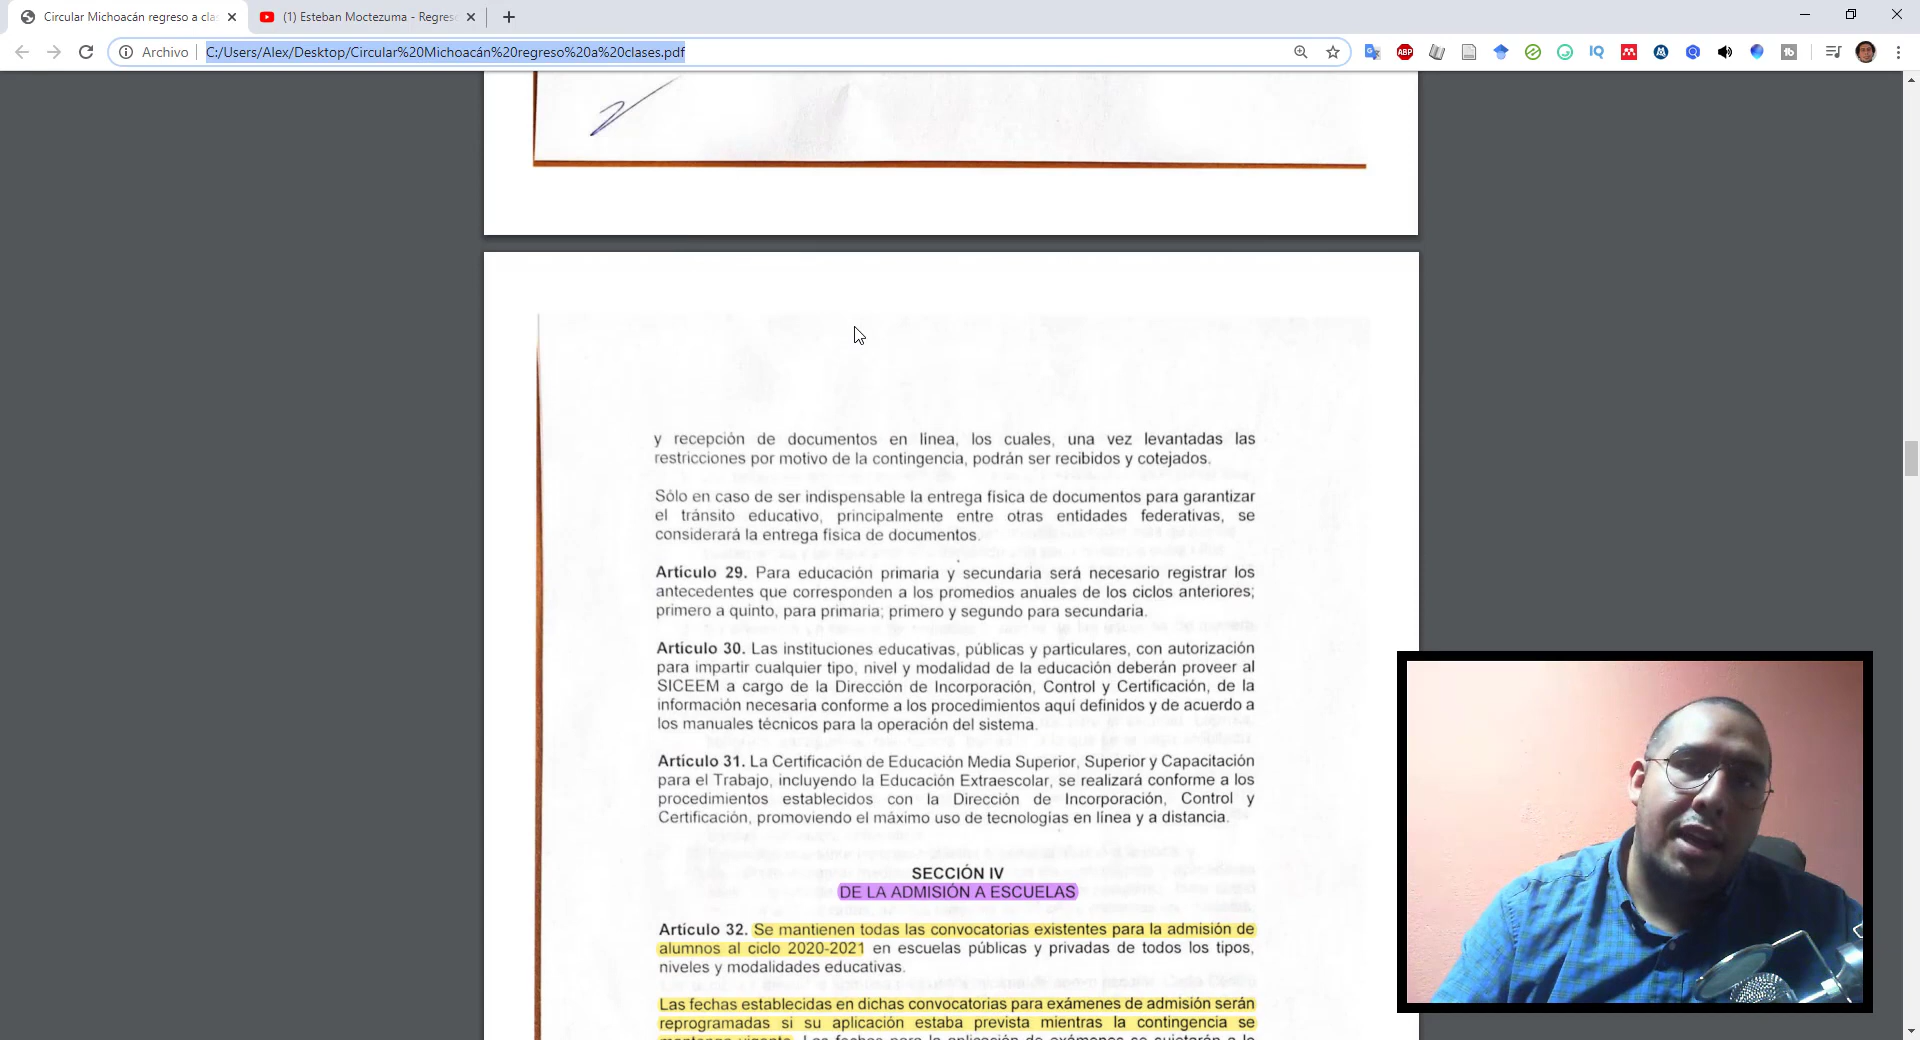 Circular Michoacán regreso a cla
(1) Esteban Moctezuma - Regres
Archivo
C:/Users/Alex/Desktop/Circular%20Michoacán%20regreso%20a%20clases.pdf
ABP
IQ
y recepción de documentos en línea, los cuales, una vez levantadas las
restricciones por motivo de la contingencia, podrán ser recibidos y cotejados.
Sólo en caso de ser indispensable la entrega física de documentos para garantizar
el tránsito educativo, principalmente entre otras entidades federativas, se
considerará la entrega física de documentos.
Artículo 29. Para educación primaria y secundaria será necesario registrar los
antecedentes que corresponden a los promedios anuales de los ciclos anteriores;
primero a quinto, para primaria; primero y segundo para secundaria.
Artículo 30. Las instituciones educativas, públicas y particulares, con autorización
para impartir cualquier tipo, nivel y modalidad de la educación deberán proveer al
SICEEM a cargo de la Dirección de Incorporación, Control y Certificación, de la
información necesaria conforme a los procedimientos aquí definidos y de acuerdo a
los manuales técnicos para la operación del sistema.
Artículo 31. La Certificación de Educación Media Superior, Superior y Capacitación
para el Trabajo, incluyendo la Educación Extraescolar, se realizará conforme a los
procedimientos establecidos con la Dirección de Incorporación, Control y
Certificación, promoviendo el máximo uso de tecnologías en línea y a distancia.
SECCIÓN IV
DE LA ADMISIÓN A ESCUELAS
Artículo 32. Se mantienen todas las convocatorias existentes para la admisión de
alumnos al ciclo 2020-2021 en escuelas públicas y privadas de todos los tipos,
niveles y modalidades educativas.
Las fechas establecidas en dichas convocatorias para exámenes de admisión serán
reprogramadas si su aplicación estaba prevista mientras la contingencia se